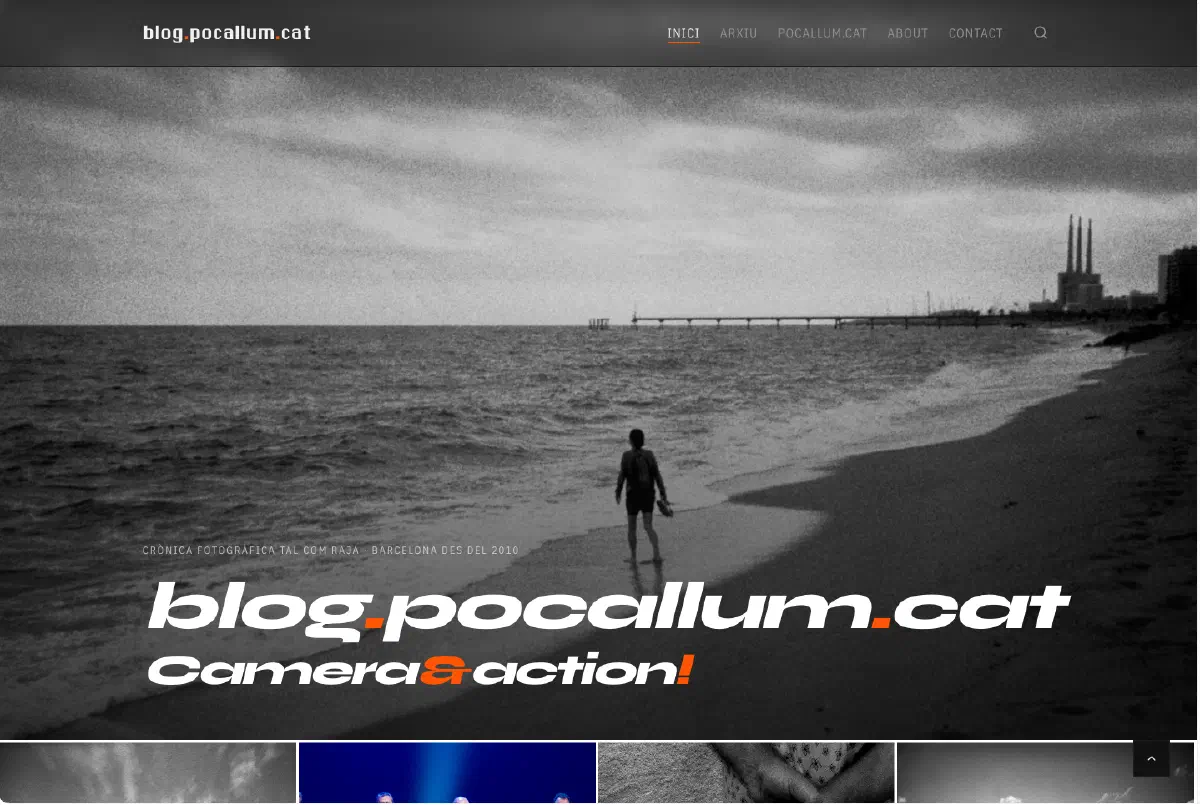 blog.pocallum.cat
INICI ARXIU POCALLUM.CAT ABOUT CONTACT
CRÒNICA FOTOGRÀFICA TAL COM RAJA · BARCELONA DES DEL 2010
blog.pocallum.cat
Camera&action!